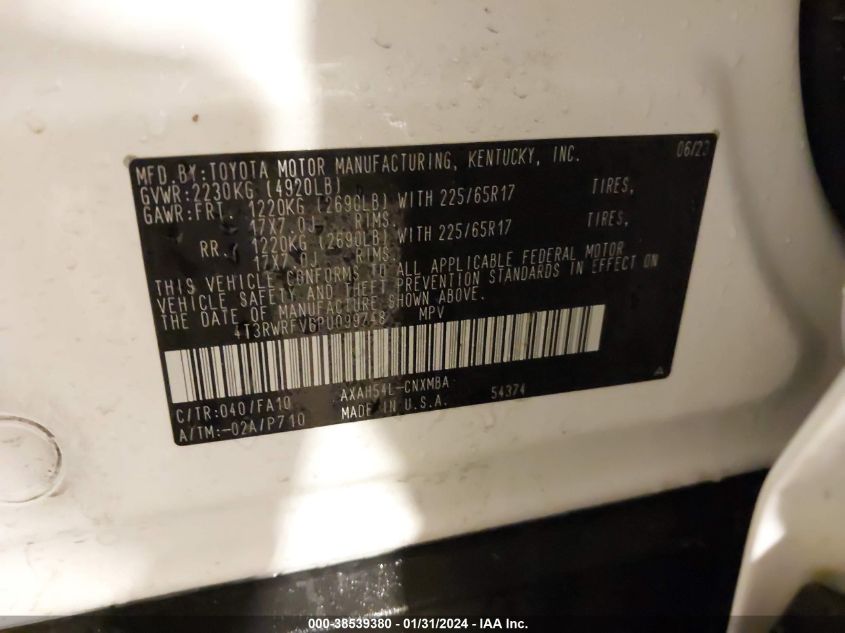 MFD.BY:TOYOTA MOTOR MANUFACTURING, KENTUCKY, INC. 06/23
GVWR:2230KG (4920LB)
GAWR:FRT. 1220KG (2690LB) WITH 225/65R17 TIRES,
17X7.0J RIMS.
RR. 1220KG (2690LB) WITH 225/65R17 TIRES,
17X7.0J RIMS.
THIS VEHICLE CONFORMS TO ALL APPLICABLE FEDERAL MOTOR
VEHICLE SAFETY, AND THEFT PREVENTION STANDARDS IN EFFECT ON
THE DATE OF MANUFACTURE SHOWN ABOVE.
4T3RWRFV6PU099748 MPV
C/TR:040/FA10 AXAH54L-CNXMBA 54374
A/TM:-02A/P710 MADE IN U.S.A.
000-38539380 - 01/31/2024 - IAA Inc.